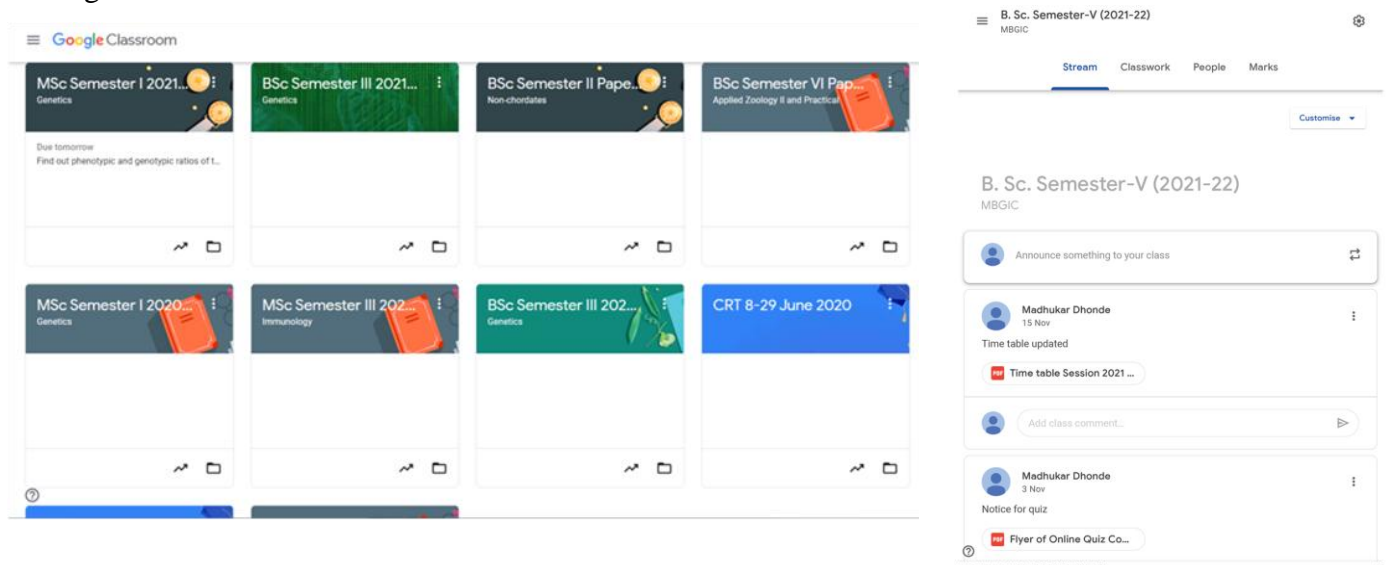 Google Classroom
MSc Semester I 2021...
Genetics
Due tomorrow
Find out phenotypic and genotypic ratios of t...
BSc Semester III 2021...
Genetics
BSc Semester II Pape...
Non-chordates
BSc Semester VI Pap...
Applied Zoology II and Practical
MSc Semester I 2020...
Genetics
MSc Semester III 202...
Immunology
BSc Semester III 202...
Genetics
CRT 8-29 June 2020
B. Sc. Semester-V (2021-22)
MBGIC
Stream Classwork People Marks
Customise
B. Sc. Semester-V (2021-22)
MBGIC
Announce something to your class
Madhukar Dhonde
15 Nov
Time table updated
PDF Time table Session 2021 ...
Add class comment...
Madhukar Dhonde
3 Nov
Notice for quiz
PDF Flyer of Online Quiz Co...